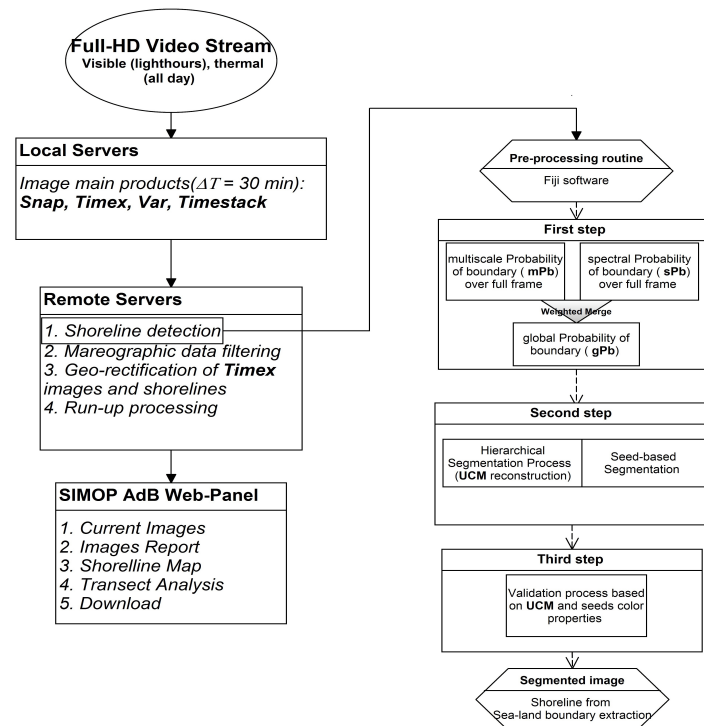 Full-HD Video Stream
Visible (lighthours), thermal
(all day)
Local Servers
Image main products(ΔT = 30 min):
Snap, Timex, Var, Timestack
Remote Servers
1. Shoreline detection
2. Mareographic data filtering
3. Geo-rectification of Timex
images and shorelines
4. Run-up processing
SIMOP AdB Web-Panel
1. Current Images
2. Images Report
3. Shorelline Map
4. Transect Analysis
5. Download
Pre-processing routine
Fiji software
First step
multiscale Probability
of boundary ( mPb)
over full frame
spectral Probability
of boundary ( sPb)
over full frame
Weighted Merge
global Probability of
boundary ( gPb)
Second step
Hierarchical
Segmentation Process
(UCM reconstruction)
Seed-based
Segmentation
Third step
Validation process based
on UCM and seeds color
properties
Segmented image
Shoreline from
Sea-land boundary extraction